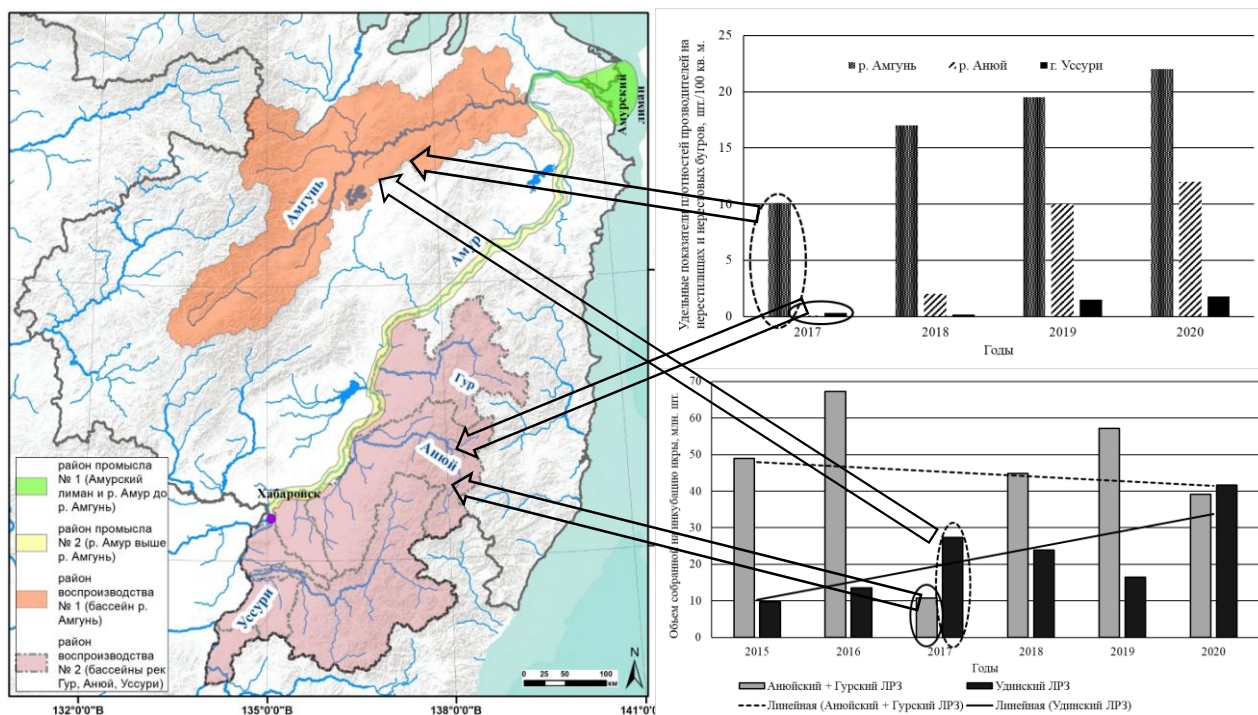 Амурский
лиман
Амгунь
Амур
Гур
Анюй
Хабаровск
Уссури
район
промысла
№ 1 (Амурский
лиман и р. Амур до
р. Амгунь)
район промысла
№ 2 (р. Амур выше
р. Амгунь)
район
воспроизводства
№ 1 (бассейн р.
Амгунь)
район
воспроизводства
№ 2 (бассейны рек
Гур, Анюй, Уссури)
N
0 25 50 100
км
132°0'0"В 135°0'0"В 138°0'0"В 141°0'
Удельные показатели плотностей прозводителей на
нерестилищах и нерестовых бугров, шт./100 кв. м.
25
20
15
10
5
0
р. Амгунь р. Анюй г. Уссури
2017 2018 2019 2020
Годы
Объем собранной на инкубацию икры, млн. шт.
70
60
50
40
30
20
10
0
2015 2016 2017 2018 2019 2020
Годы
Анюйский + Гурский ЛРЗ Удинский ЛРЗ
Линейная (Анюйский + Гурский ЛРЗ) Линейная (Удинский ЛРЗ)